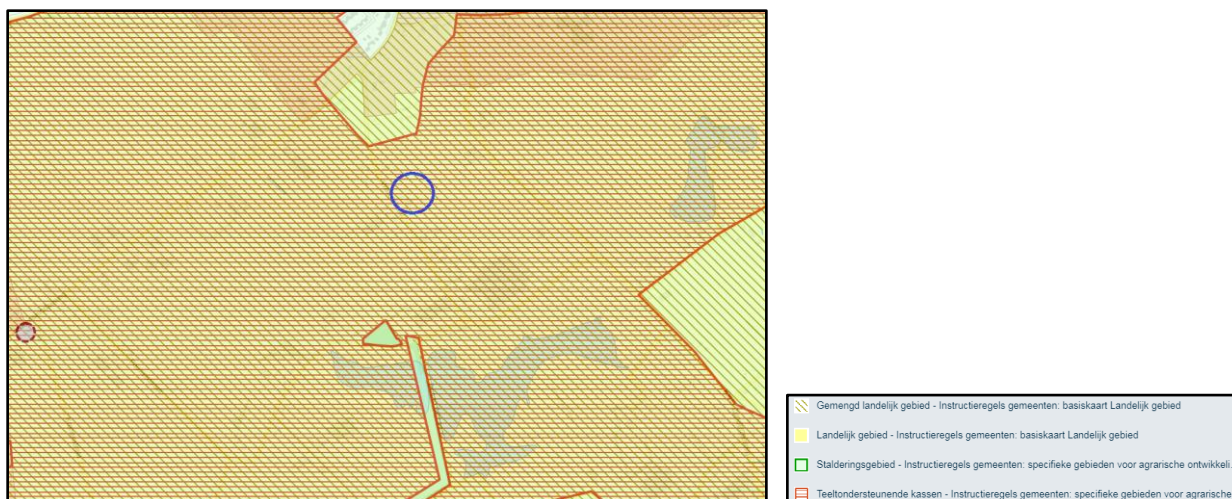 Gemengd landelijk gebied - Instructieregels gemeenten: basiskaart Landelijk gebied
Landelijk gebied - Instructieregels gemeenten: basiskaart Landelijk gebied
Stalderingsgebied - Instructieregels gemeenten: specifieke gebieden voor agrarische ontwikkeli
Teeltondersteunende kassen - Instructieregels gemeenten: specifieke gebieden voor agrarische